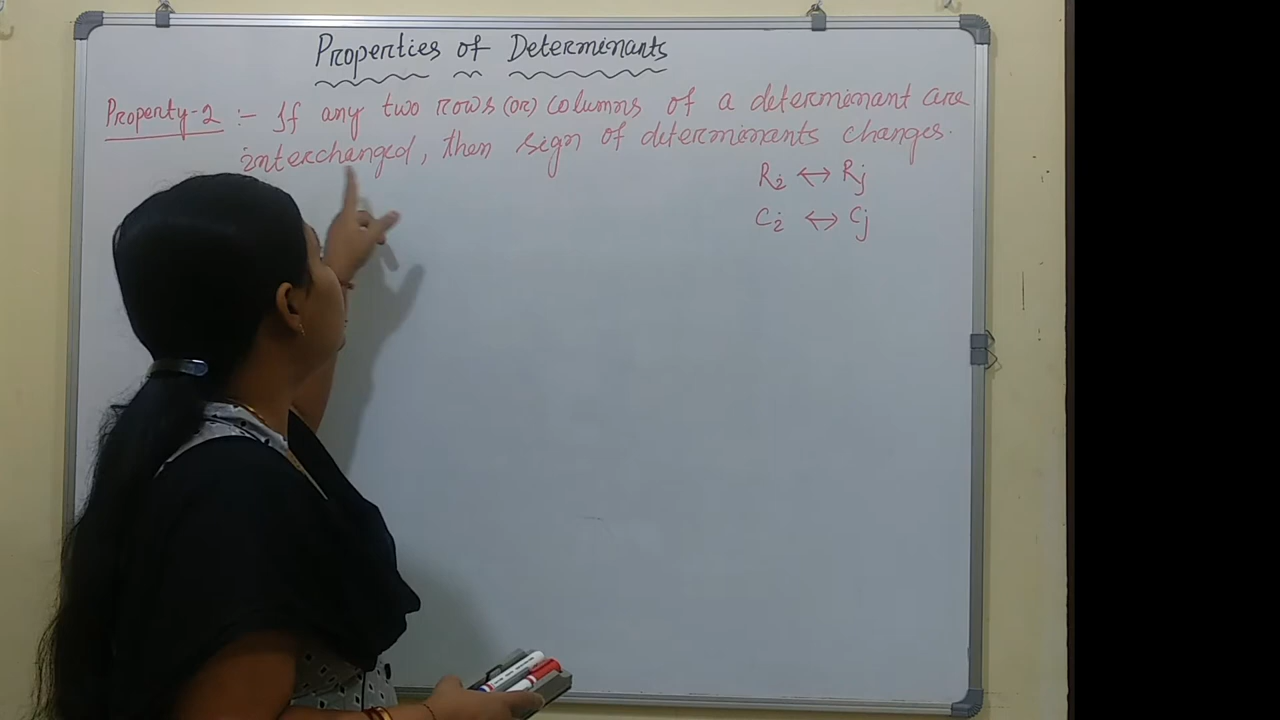 Properties of Determinants
Property-2 :- If any two rows (or) columns of a determinant are
interchanged, then sign of determinants changes.
Ri ↔ Rj
Ci ↔ Cj